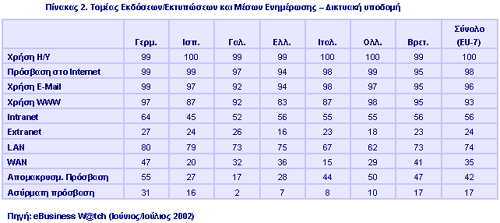 Πίνακας 2. Τομέας Εκδόσεων/Εκτυπώσεων και Μέσων Ενημέρωσης – Δικτυακή υποδομή
Γερμ. Ισπ. Γαλ. Ελλ. Ιταλ. Ολλ. Βρετ. Σύνολο (EU-7)
Χρήση Η/Υ 99 100 99 99 100 100 99 100
Πρόσβαση στο Internet 99 99 97 94 98 99 95 98
Χρήση E-Mail 99 97 92 94 98 97 95 96
Χρήση WWW 97 87 92 83 87 98 95 93
Intranet 64 45 52 56 55 55 56 56
Extranet 27 24 26 16 23 18 23 24
LAN 80 79 73 75 67 62 73 74
WAN 47 20 32 36 15 29 41 35
Απομακρυσμ. Πρόσβαση 55 27 17 28 44 50 47 42
Ασύρματη πρόσβαση 31 16 2 7 8 10 17 17
Πηγή: eBusiness W@tch (Ιούνιος/Ιούλιος 2002)